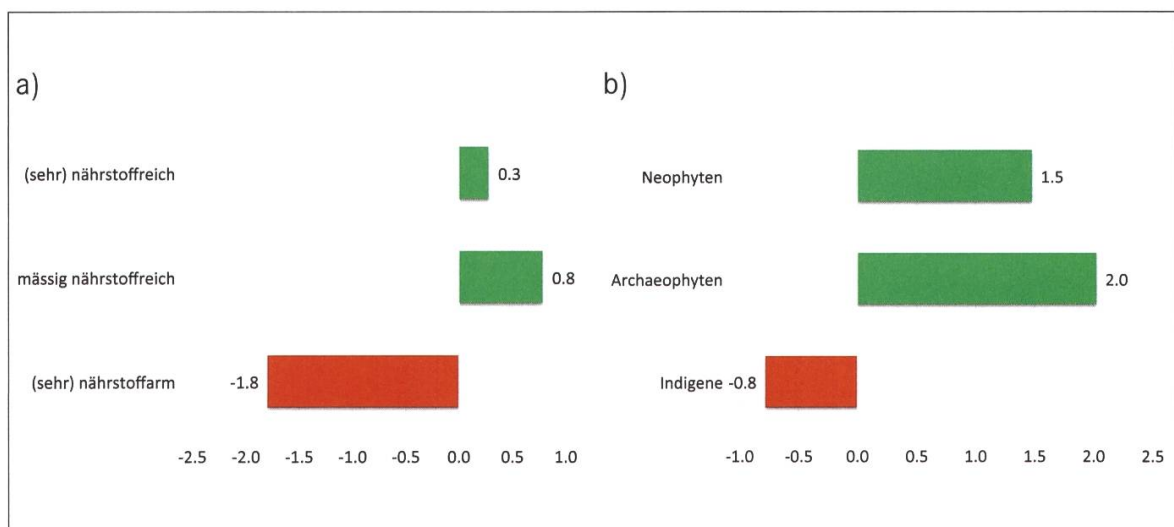 a)
(sehr) nährstoffreich 0.3
mässig nährstoffreich 0.8
(sehr) nährstoffarm -1.8
-2.5 -2.0 -1.5 -1.0 -0.5 0.0 0.5 1.0
b)
Neophyten 1.5
Archaeophyten 2.0
Indigene -0.8
-1.0 -0.5 0.0 0.5 1.0 1.5 2.0 2.5